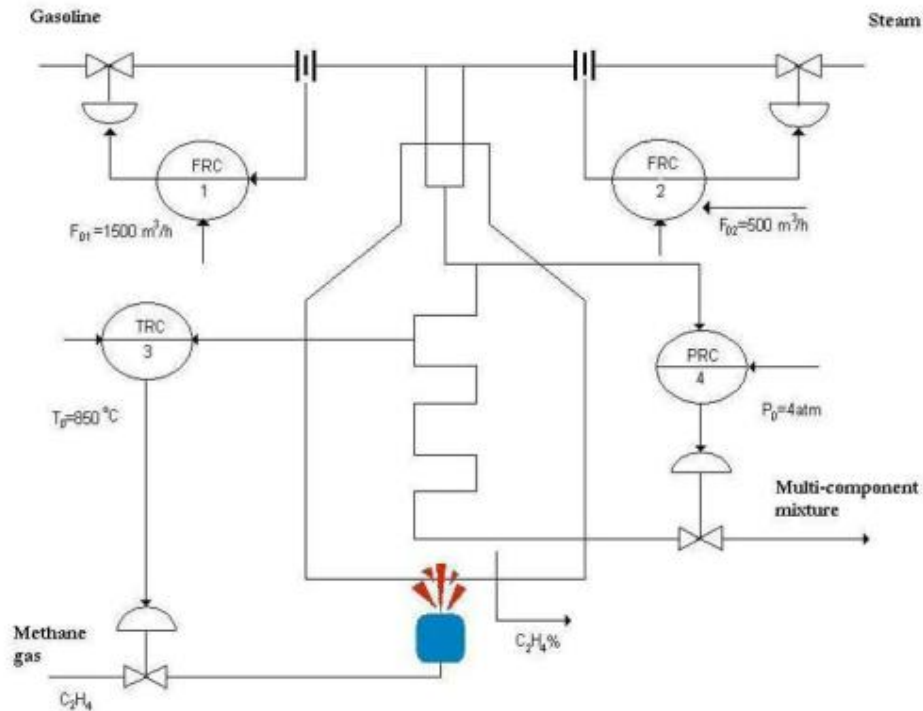 Gasoline
Steam
FRC
1
FRC
2
F01=1500 m³/h
F02=500 m³/h
TRC
3
PRC
4
T0=850 °C
P0=4atm
Multi-component
mixture
Methane
gas
C₂H₄%
C₂H₄